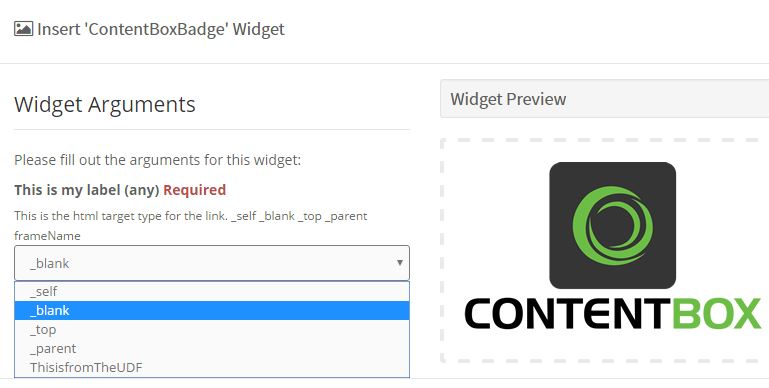 Insert 'ContentBoxBadge' Widget
Widget Arguments
Please fill out the arguments for this widget:
This is my label (any) Required
This is the html target type for the link. _self _blank _top _parent
frameName
_blank
_self
_blank
_top
_parent
ThisisfromTheUDF
Widget Preview
CONTENTBOX